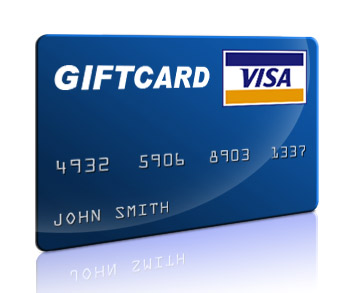 GIFTCARD VISA
4932 5906 8903 1337
JOHN SMITH